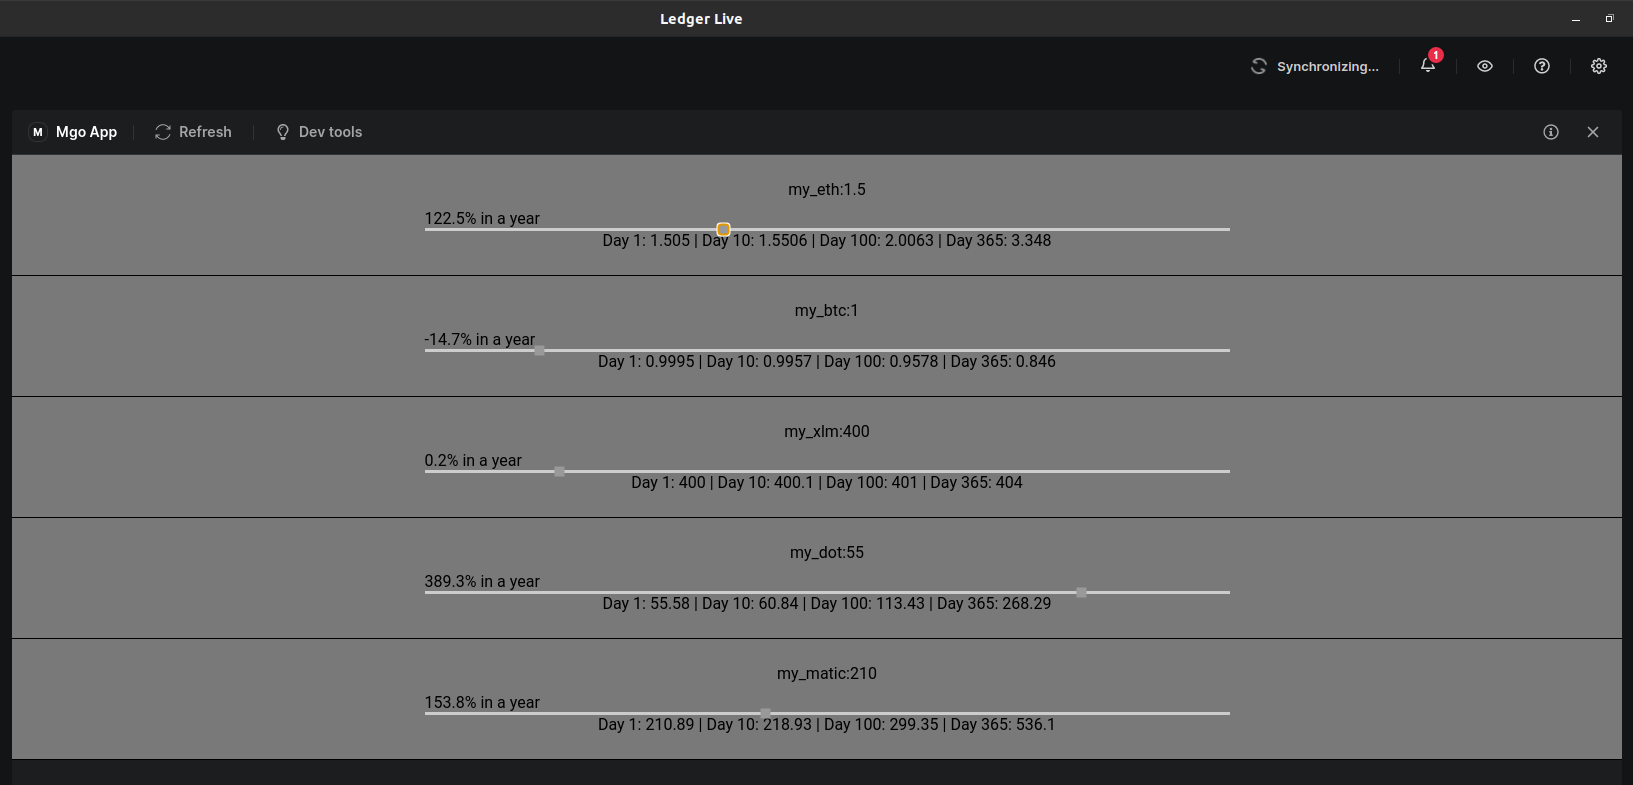 Ledger Live
Synchronizing...
1
M Mgo App Refresh Dev tools
my_eth:1.5
122.5% in a year
Day 1: 1.505 | Day 10: 1.5506 | Day 100: 2.0063 | Day 365: 3.348
my_btc:1
-14.7% in a year
Day 1: 0.9995 | Day 10: 0.9957 | Day 100: 0.9578 | Day 365: 0.846
my_xlm:400
0.2% in a year
Day 1: 400 | Day 10: 400.1 | Day 100: 401 | Day 365: 404
my_dot:55
389.3% in a year
Day 1: 55.58 | Day 10: 60.84 | Day 100: 113.43 | Day 365: 268.29
my_matic:210
153.8% in a year
Day 1: 210.89 | Day 10: 218.93 | Day 100: 299.35 | Day 365: 536.1